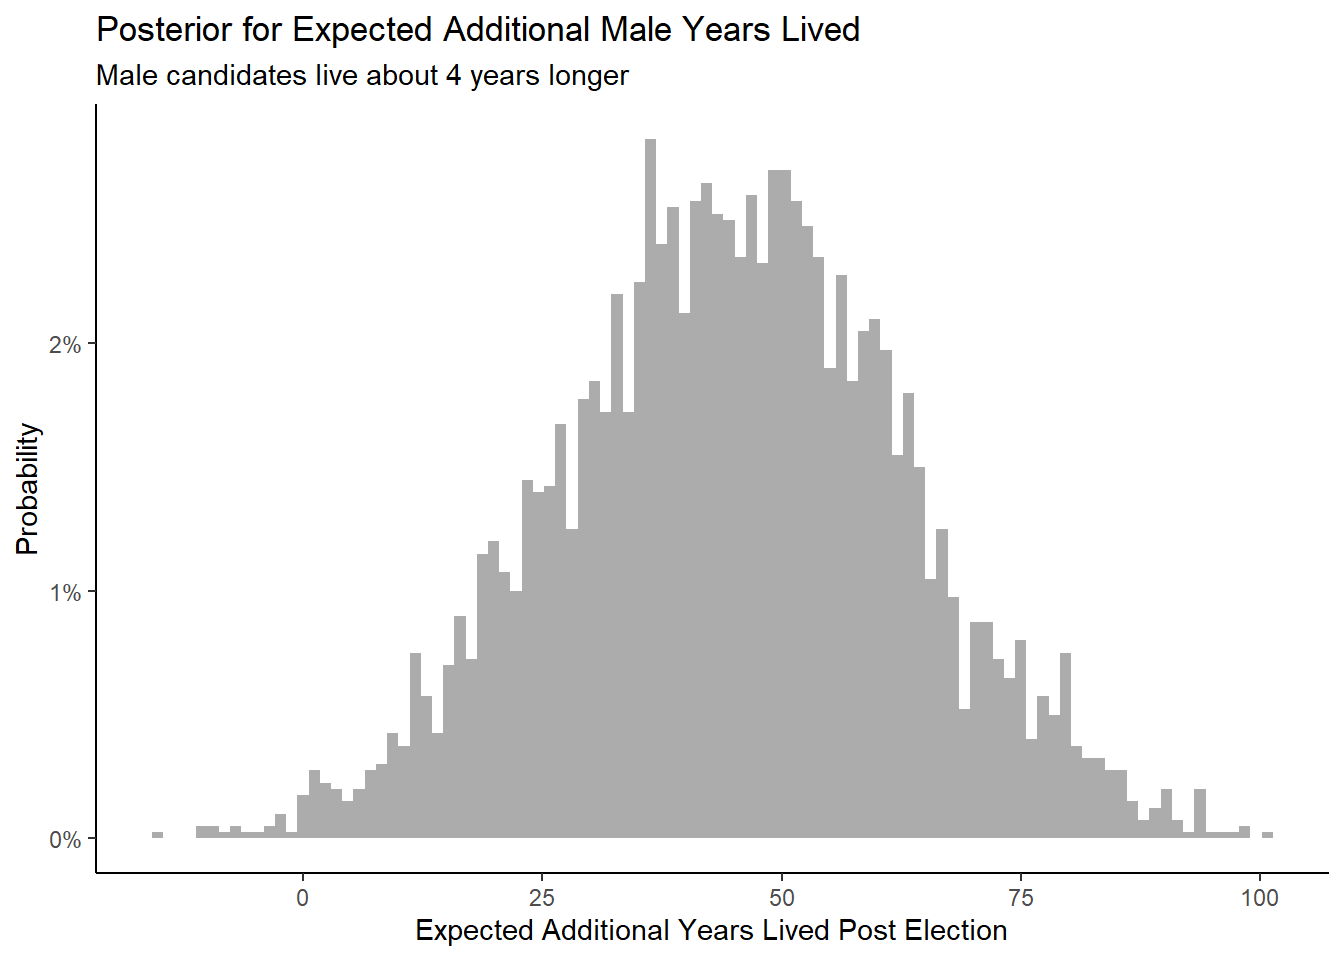 Posterior for Expected Additional Male Years Lived
Male candidates live about 4 years longer
2%
1%
0%
Probability
0 25 50 75 100
Expected Additional Years Lived Post Election